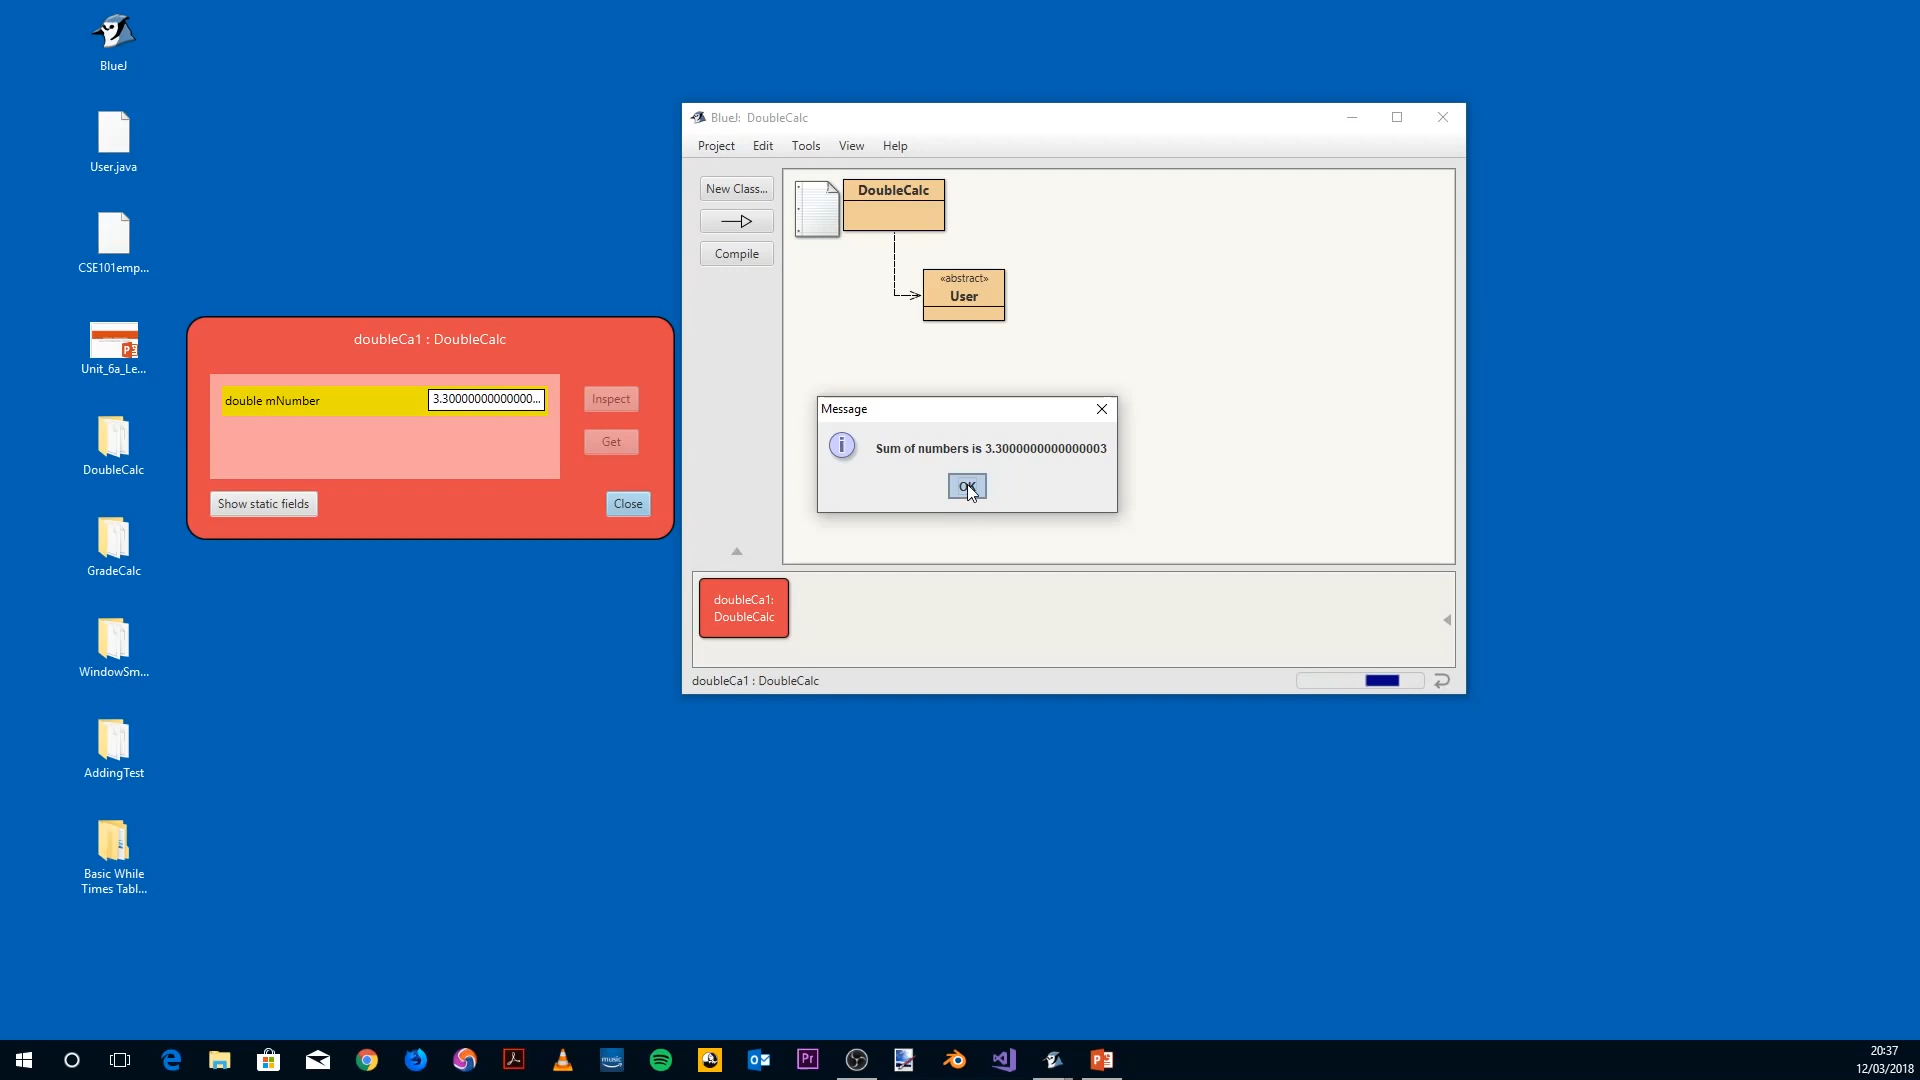 BlueJ
User.java
CSE101emp...
Unit_6a_Le...
DoubleCalc
GradeCalc
WindowSm...
AddingTest
Basic While
Times Tabl...
doubleCa1 : DoubleCalc
double mNumber
3.30000000000000...
Inspect
Get
Show static fields
Close
BlueJ: DoubleCalc
Project
Edit
Tools
View
Help
New Class...
Compile
DoubleCalc
«abstract»
User
Message
Sum of numbers is 3.3000000000000003
OK
doubleCa1:
DoubleCalc
doubleCa1 : DoubleCalc
music
Pr
20:37
12/03/2018